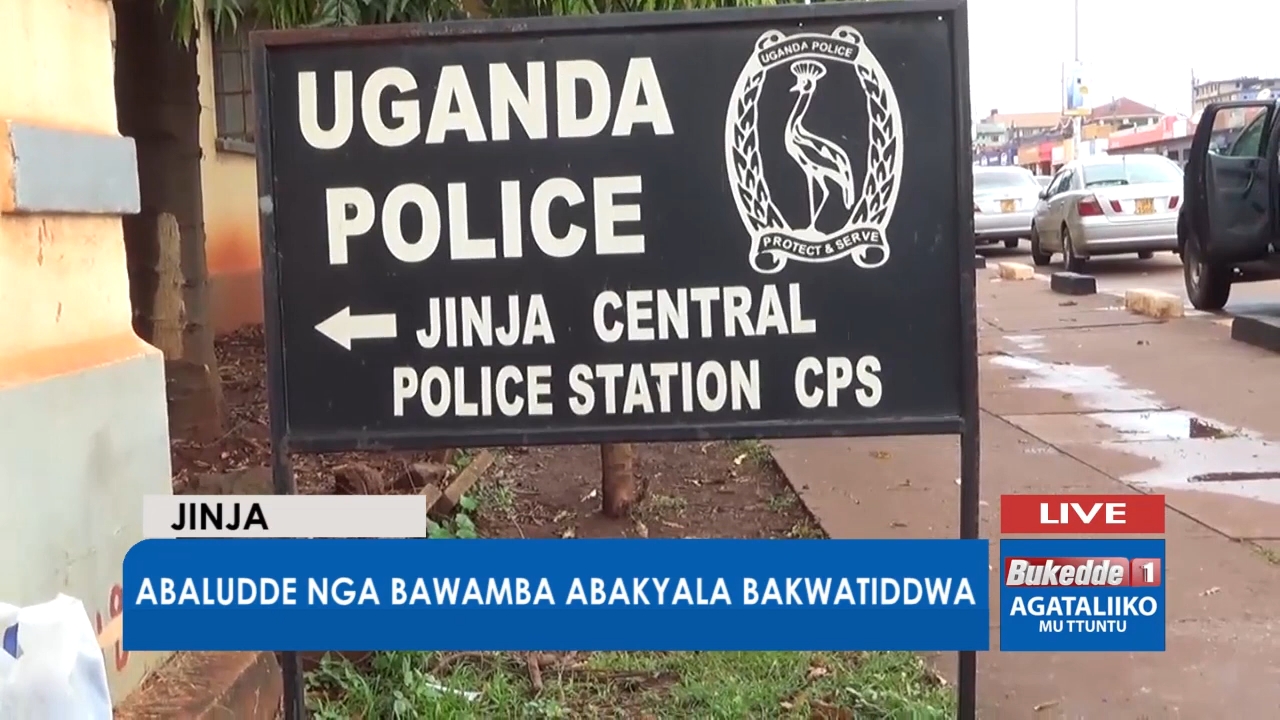 UGANDA
POLICE
UGANDA POLICE
PROTECT & SERVE
JINJA CENTRAL
POLICE STATION CPS
JINJA
ABALUDDE NGA BAWAMBA ABAKYALA BAKWATIDDWA
LIVE
Bukedde 1
AGATALIIKO
MU TTUNTU